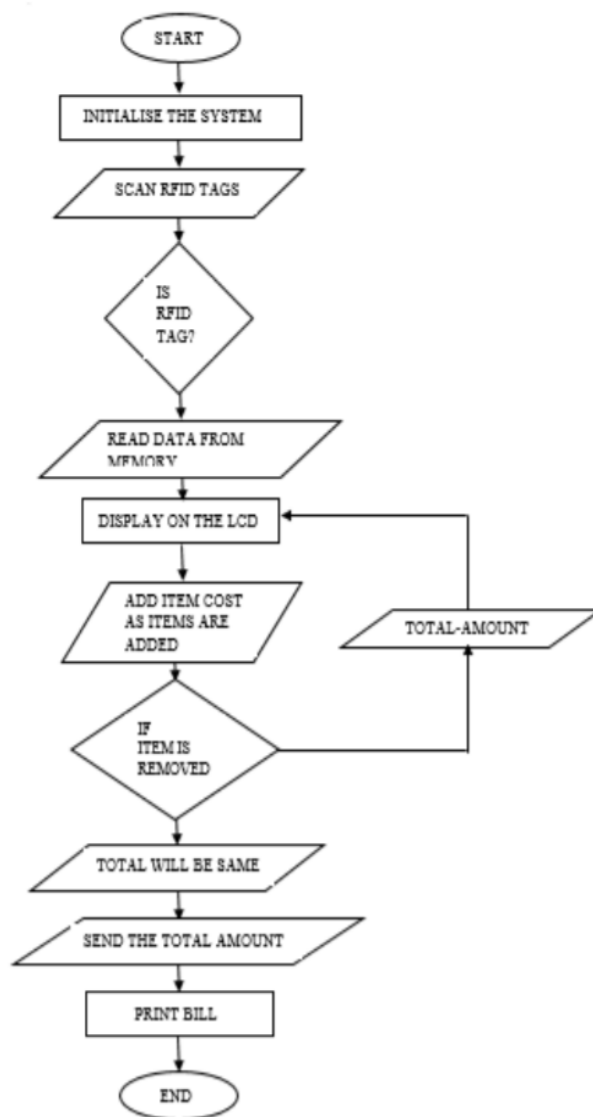 START
INITIALISE THE SYSTEM
SCAN RFID TAGS
IS
RFID
TAG?
READ DATA FROM
MEMORY
DISPLAY ON THE LCD
ADD ITEM COST
AS ITEMS ARE
ADDED
TOTAL-AMOUNT
IF
ITEM IS
REMOVED
TOTAL WILL BE SAME
SEND THE TOTAL AMOUNT
PRINT BILL
END